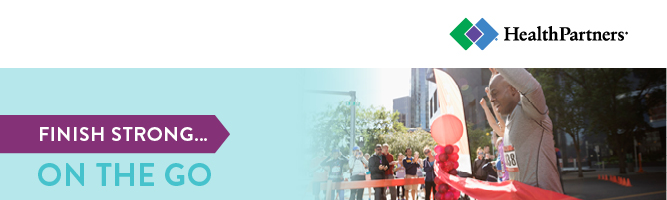 HealthPartners
FINISH STRONG...
ON THE GO